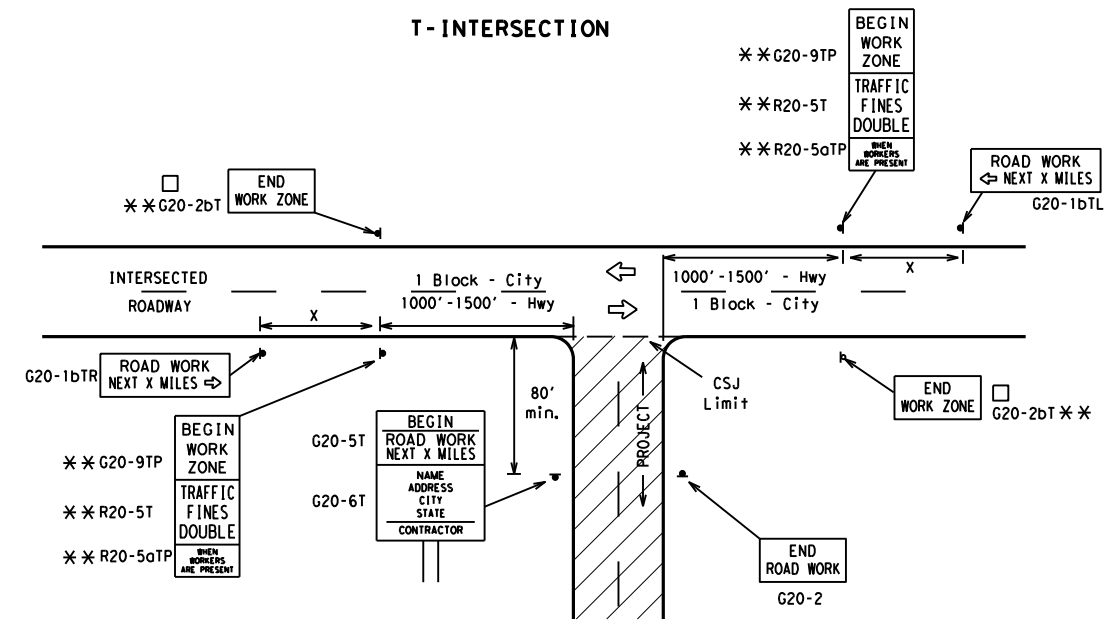 T-INTERSECTION
BEGIN
WORK
ZONE
**G20-9TP
TRAFFIC
FINES
DOUBLE
**R20-5T
WHEN
WORKERS
ARE PRESENT
**R20-5aTP
ROAD WORK
⇦ NEXT X MILES
G20-1bTL
END
WORK ZONE
□
**G20-2bT
INTERSECTED
ROADWAY
1 Block - City
1000'-1500' - Hwy
1000'-1500' - Hwy
1 Block - City
X
X
ROAD WORK
NEXT X MILES ⇨
G20-1bTR
BEGIN
WORK
ZONE
**G20-9TP
TRAFFIC
FINES
DOUBLE
**R20-5T
WHEN
WORKERS
ARE PRESENT
**R20-5aTP
BEGIN
ROAD WORK
NEXT X MILES
G20-5T
NAME
ADDRESS
CITY
STATE
CONTRACTOR
G20-6T
80'
min.
PROJECT
CSJ
Limit
END
WORK ZONE
□
G20-2bT **
END
ROAD WORK
G20-2